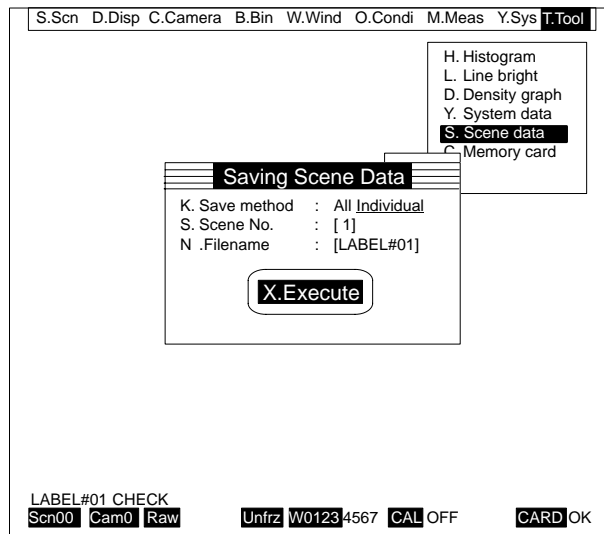 S.Scn D.Disp C.Camera B.Bin W.Wind O.Condi M.Meas Y.Sys T.Tool
H. Histogram
L. Line bright
D. Density graph
Y. System data
S. Scene data
C. Memory card
Saving Scene Data
K. Save method : All Individual
S. Scene No. : [ 1]
N .Filename : [LABEL#01]
X.Execute
LABEL#01 CHECK
Scn00 Cam0 Raw Unfrz W01234567 CAL OFF CARD OK